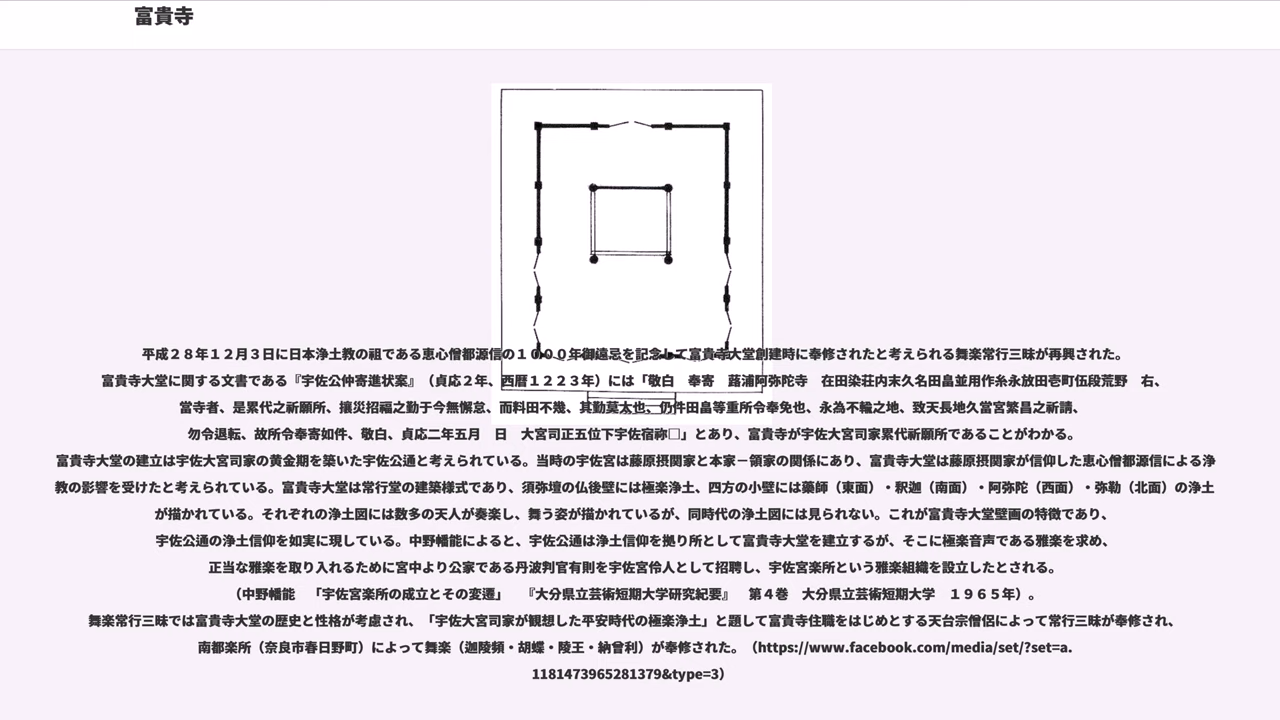 富貴寺
平成２８年１２月３日に日本浄土教の祖である恵心僧都源信の１０００年御遠忌を記念して富貴寺大堂創建時に奉修されたと考えられる舞楽常行三昧が再興された。
富貴寺大堂に関する文書である『宇佐公仲寄進状案』（貞応２年、西暦１２２３年）には「敬白　奉寄　蕗浦阿弥陀寺　在田染荘内末久名田畠並用作糸永放田壱町伍段荒野　右、
當寺者、是累代之祈願所、攘災招福之勤于今無懈怠、而料田不幾、其勤莫太也、仍件田畠等重所令奉免也、永為不輸之地、致天長地久當宮繁昌之祈請、
勿令退転、故所令奉寄如件、敬白、貞応二年五月　日　大宮司正五位下宇佐宿祢□」とあり、富貴寺が宇佐大宮司家累代祈願所であることがわかる。
富貴寺大堂の建立は宇佐大宮司家の黄金期を築いた宇佐公通と考えられている。当時の宇佐宮は藤原摂関家と本家－領家の関係にあり、富貴寺大堂は藤原摂関家が信仰した恵心僧都源信による浄
教の影響を受けたと考えられている。富貴寺大堂は常行堂の建築様式であり、須弥壇の仏後壁には極楽浄土、四方の小壁には薬師（東面）・釈迦（南面）・阿弥陀（西面）・弥勒（北面）の浄土
が描かれている。それぞれの浄土図には数多の天人が奏楽し、舞う姿が描かれているが、同時代の浄土図には見られない。これが富貴寺大堂壁画の特徴であり、
宇佐公通の浄土信仰を如実に現している。中野幡能によると、宇佐公通は浄土信仰を拠り所として富貴寺大堂を建立するが、そこに極楽音声である雅楽を求め、
正当な雅楽を取り入れるために宮中より公家である丹波判官有則を宇佐宮伶人として招聘し、宇佐宮楽所という雅楽組織を設立したとされる。
（中野幡能　「宇佐宮楽所の成立とその変遷」　『大分県立芸術短期大学研究紀要』　第４巻　大分県立芸術短期大学　１９６５年）。
舞楽常行三昧では富貴寺大堂の歴史と性格が考慮され、「宇佐大宮司家が観想した平安時代の極楽浄土」と題して富貴寺住職をはじめとする天台宗僧侶によって常行三昧が奉修され、
南都楽所（奈良市春日野町）によって舞楽（迦陵頻・胡蝶・陵王・納曾利）が奉修された。（https://www.facebook.com/media/set/?set=a.
1181473965281379&type=3）